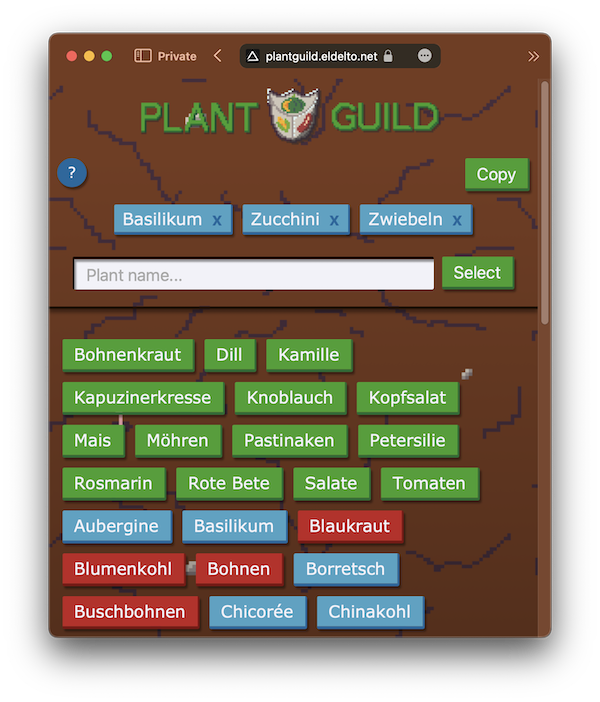 Private plantguild.eldelto.net
PLANT GUILD
?
Copy
Basilikum x Zucchini x Zwiebeln x
Plant name... Select
Bohnenkraut Dill Kamille
Kapuzinerkresse Knoblauch Kopfsalat
Mais Möhren Pastinaken Petersilie
Rosmarin Rote Bete Salate Tomaten
Aubergine Basilikum Blaukraut
Blumenkohl Bohnen Borretsch
Buschbohnen Chicorée Chinakohl